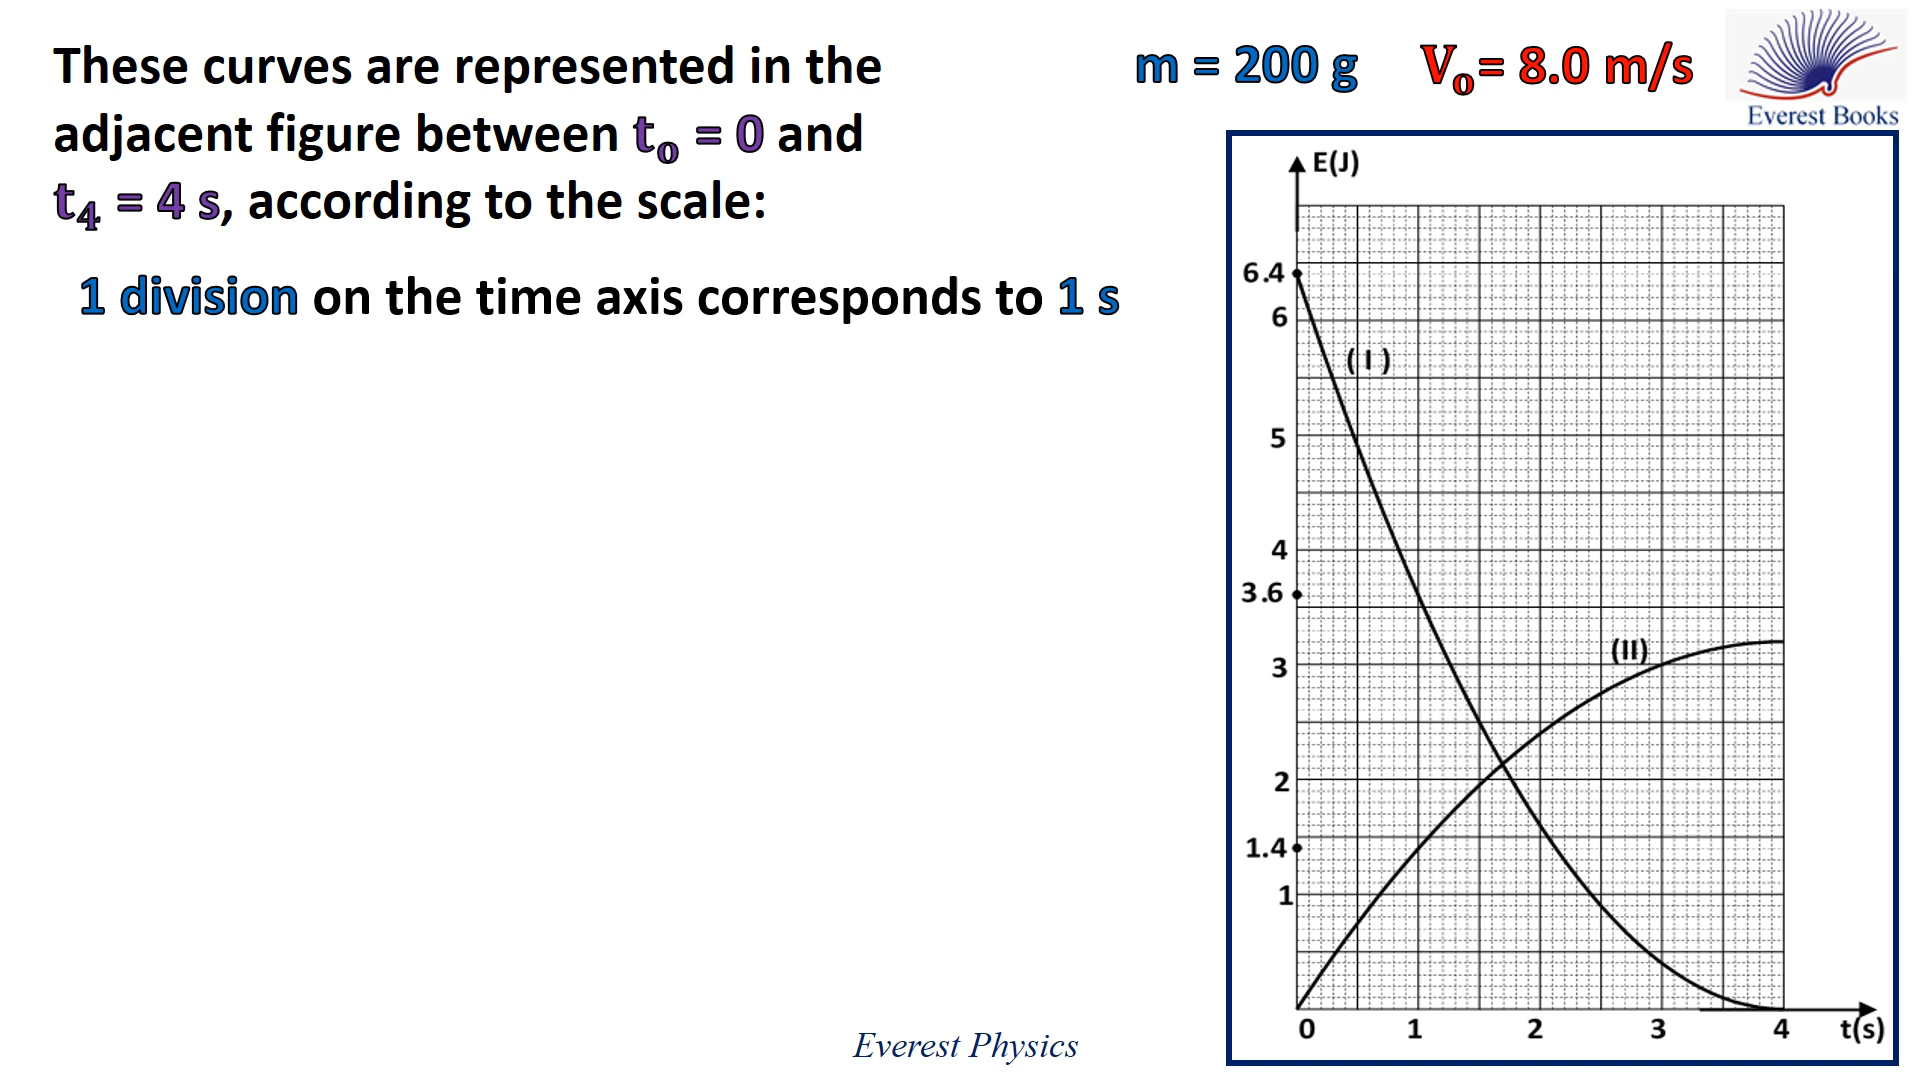 These curves are represented in the
adjacent figure between t₀ = 0 and
t₄ = 4 s, according to the scale:
1 division on the time axis corresponds to 1 s
m = 200 g V₀ = 8.0 m/s
Everest Books
E(J)
6.4
6
(I)
5
4
3.6
(II)
3
2
1.4
1
0 1 2 3 4 t(s)
Everest Physics